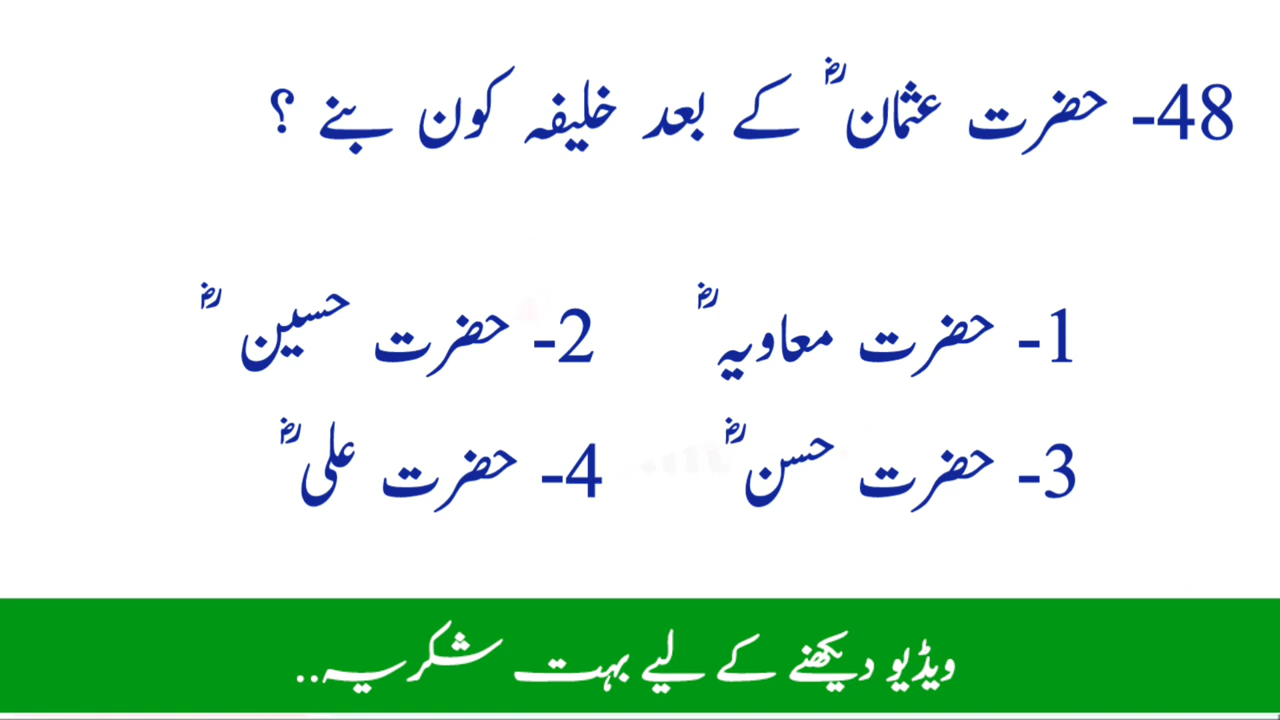 48- حضرت عثمانؓ کے بعد خلیفہ کون بنے ؟
1- حضرت معاویہؓ 2- حضرت حسینؓ
3- حضرت حسنؓ 4- حضرت علیؓ
ویڈیو دیکھنے کے لیے بہت شکریہ..